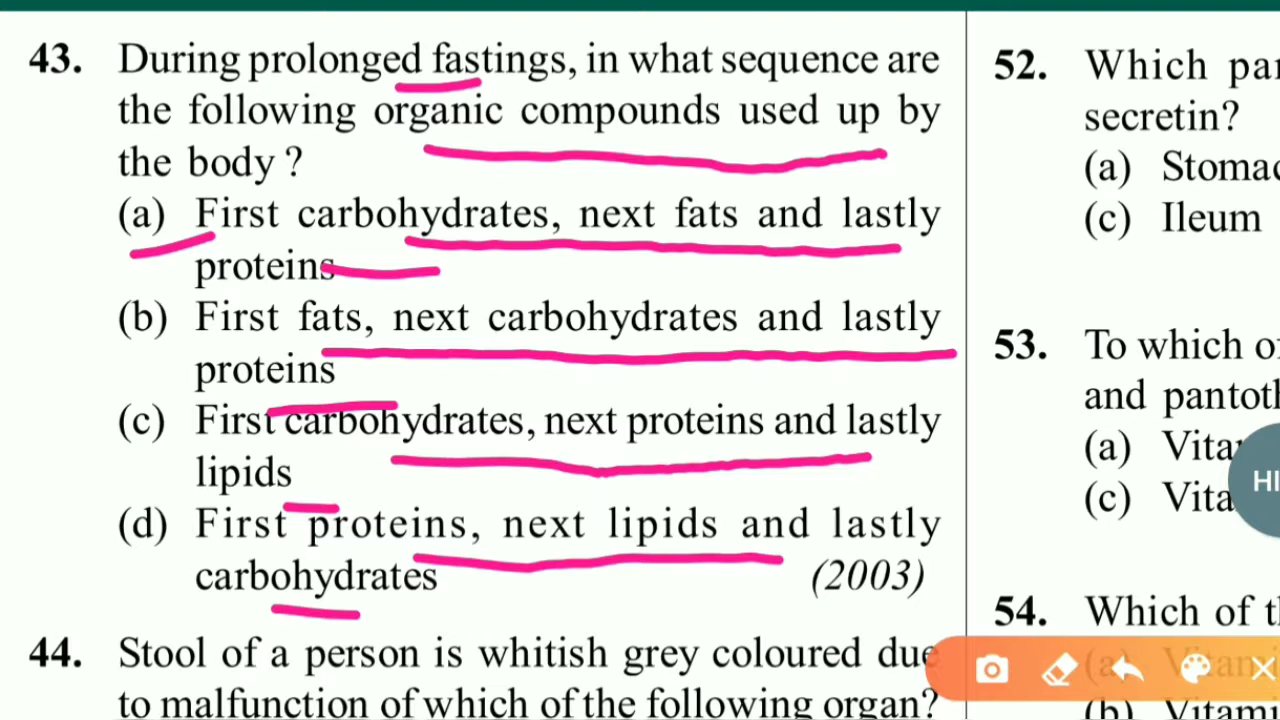 43. During prolonged fastings, in what sequence are
the following organic compounds used up by
the body ?
(a) First carbohydrates, next fats and lastly
proteins
(b) First fats, next carbohydrates and lastly
proteins
(c) First carbohydrates, next proteins and lastly
lipids
(d) First proteins, next lipids and lastly
carbohydrates (2003)
44. Stool of a person is whitish grey coloured due
to malfunction of which of the following organ?
52. Which
secretin?
(a)
(c) Ileum
53. To which
and
(a)
(c)
HI
54. Which of
(a)
(b)